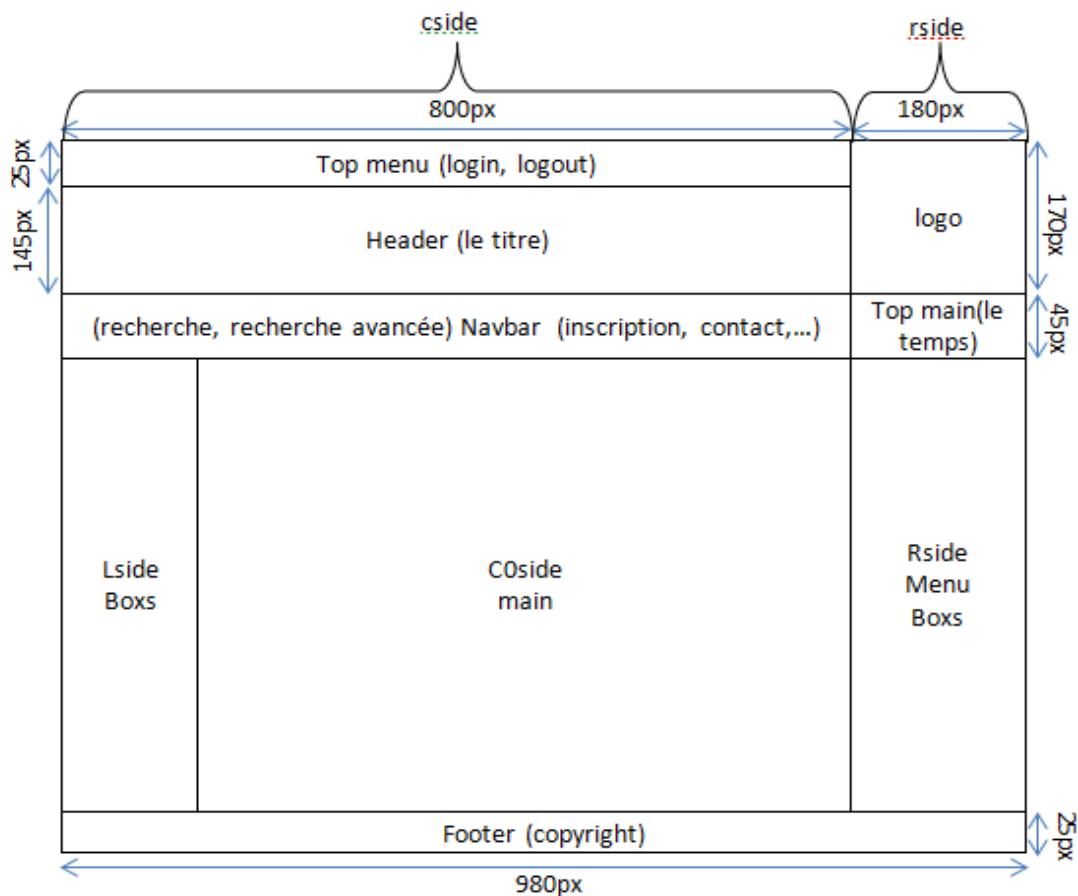 cside
rside
800px
180px
25px
Top menu (login, logout)
145px
Header (le titre)
logo
170px
(recherche, recherche avancée) Navbar (inscription, contact,...)
Top main(le
temps)
45px
Lside
Boxs
C0side
main
Rside
Menu
Boxs
Footer (copyright)
25px
980px